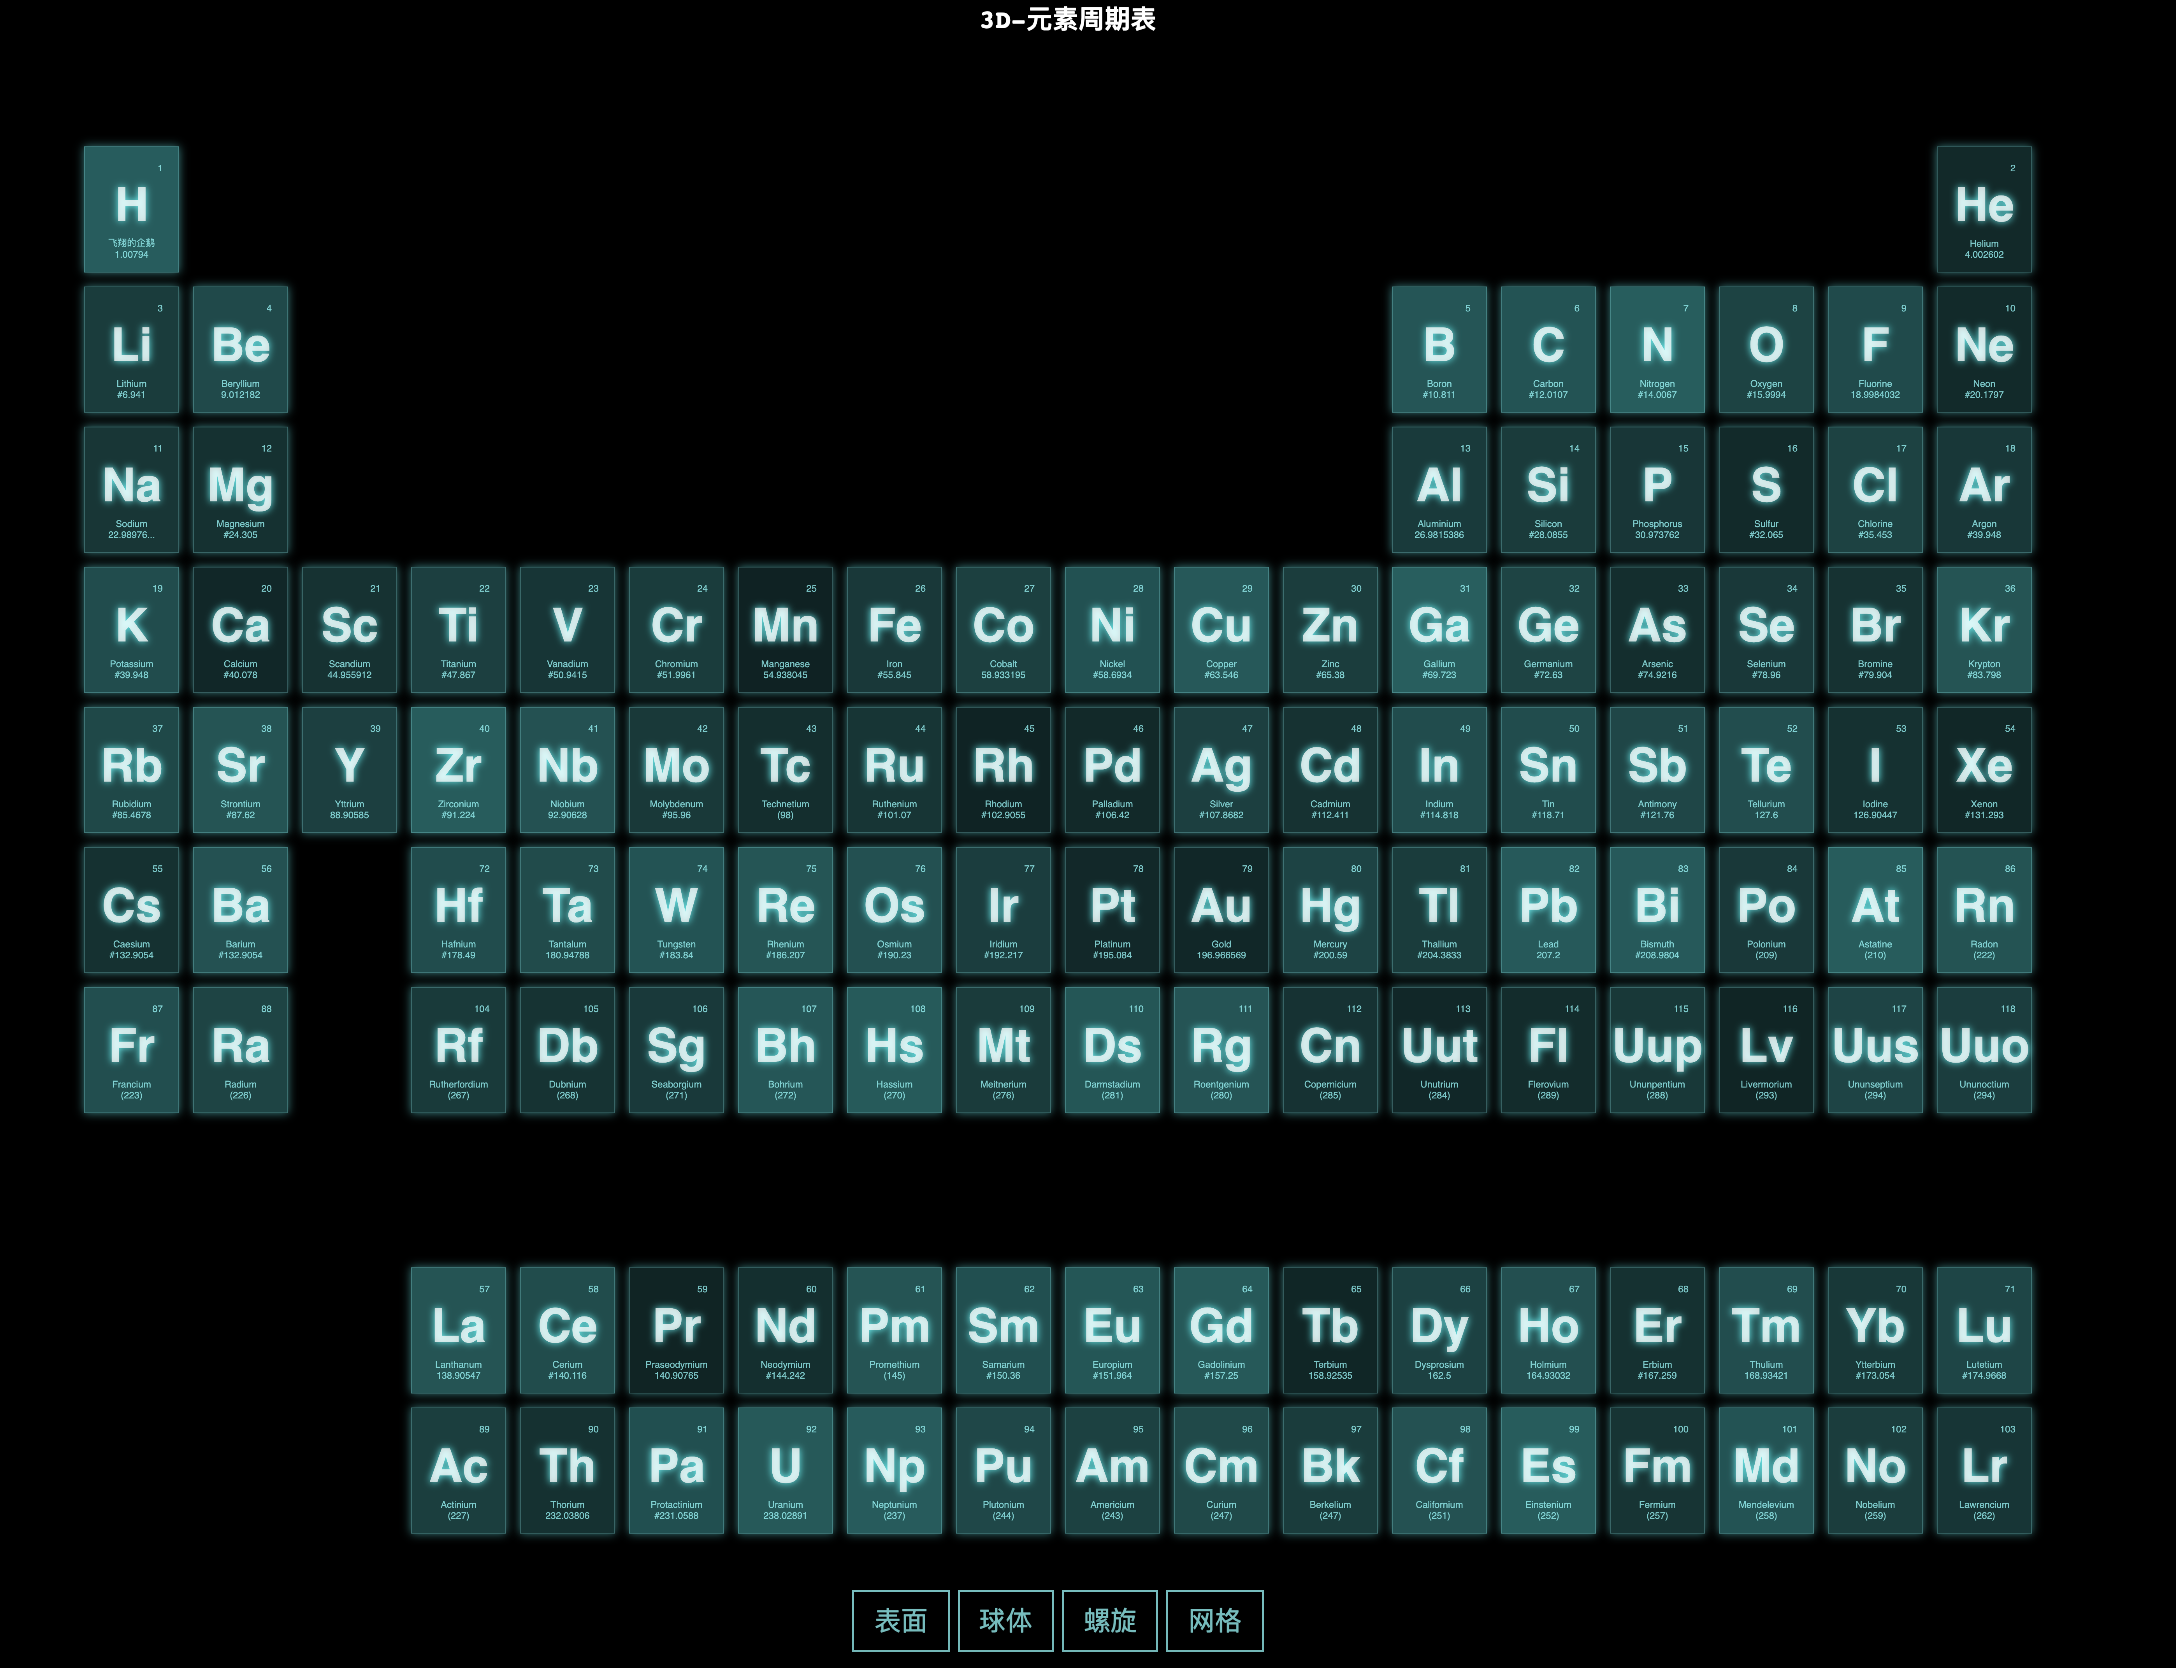 3D-元素周期表
1 2
H He
飞翔的企鹅 Helium
1.00794 4.002602
3 4 5 6 7 8 9 10
Li Be B C N O F Ne
Lithium Beryllium Boron Carbon Nitrogen Oxygen Fluorine Neon
#6.941 9.012182 #10.811 #12.0107 #14.0067 #15.9994 18.9984032 #20.1797
11 12 13 14 15 16 17 18
Na Mg Al Si P S Cl Ar
Sodium Magnesium Aluminium Silicon Phosphorus Sulfur Chlorine Argon
22.98976... #24.305 26.9815386 #28.0855 30.973762 #32.065 #35.453 #39.948
19 20 21 22 23 24 25 26 27 28 29 30 31 32 33 34 35 36
K Ca Sc Ti V Cr Mn Fe Co Ni Cu Zn Ga Ge As Se Br Kr
Potassium Calcium Scandium Titanium Vanadium Chromium Manganese Iron Cobalt Nickel Copper Zinc Gallium Germanium Arsenic Selenium Bromine Krypton
#39.948 #40.078 44.955912 #47.867 #50.9415 #51.9961 54.938045 #55.845 58.933195 #58.6934 #63.546 #65.38 #69.723 #72.63 #74.9216 #78.96 #79.904 #83.798
37 38 39 40 41 42 43 44 45 46 47 48 49 50 51 52 53 54
Rb Sr Y Zr Nb Mo Tc Ru Rh Pd Ag Cd In Sn Sb Te I Xe
Rubidium Strontium Yttrium Zirconium Niobium Molybdenum Technetium Ruthenium Rhodium Palladium Silver Cadmium Indium Tin Antimony Tellurium Iodine Xenon
#85.4678 #87.62 88.90585 #91.224 92.90628 #95.96 (98) #101.07 #102.9055 #106.42 #107.8682 #112.411 #114.818 #118.71 #121.76 127.6 126.90447 #131.293
55 56 72 73 74 75 76 77 78 79 80 81 82 83 84 85 86
Cs Ba Hf Ta W Re Os Ir Pt Au Hg Tl Pb Bi Po At Rn
Caesium Barium Hafnium Tantalum Tungsten Rhenium Osmium Iridium Platinum Gold Mercury Thallium Lead Bismuth Polonium Astatine Radon
#132.9054 #132.9054 #178.49 180.94788 #183.84 #186.207 #190.23 #192.217 #195.084 196.966569 #200.59 #204.3833 207.2 #208.9804 (209) (210) (222)
87 88 104 105 106 107 108 109 110 111 112 113 114 115 116 117 118
Fr Ra Rf Db Sg Bh Hs Mt Ds Rg Cn Uut Fl Uup Lv Uus Uuo
Francium Radium Rutherfordium Dubnium Seaborgium Bohrium Hassium Meitnerium Darmstadium Roentgenium Copernicium Unutrium Flerovium Ununpentium Livermorium Ununseptium Ununoctium
(223) (226) (267) (268) (271) (272) (270) (276) (281) (280) (285) (284) (289) (288) (293) (294) (294)
57 58 59 60 61 62 63 64 65 66 67 68 69 70 71
La Ce Pr Nd Pm Sm Eu Gd Tb Dy Ho Er Tm Yb Lu
Lanthanum Cerium Praseodymium Neodymium Promethium Samarium Europium Gadolinium Terbium Dysprosium Holmium Erbium Thulium Ytterbium Lutetium
138.90547 #140.116 140.90765 #144.242 (145) #150.36 #151.964 #157.25 158.92535 162.5 164.93032 #167.259 168.93421 #173.054 #174.9668
89 90 91 92 93 94 95 96 97 98 99 100 101 102 103
Ac Th Pa U Np Pu Am Cm Bk Cf Es Fm Md No Lr
Actinium Thorium Protactinium Uranium Neptunium Plutonium Americium Curium Berkelium Californium Einstenium Fermium Mendelevium Nobelium Lawrencium
(227) 232.03806 #231.0588 238.02891 (237) (244) (243) (247) (247) (251) (252) (257) (258) (259) (262)
表面 球体 螺旋 网格